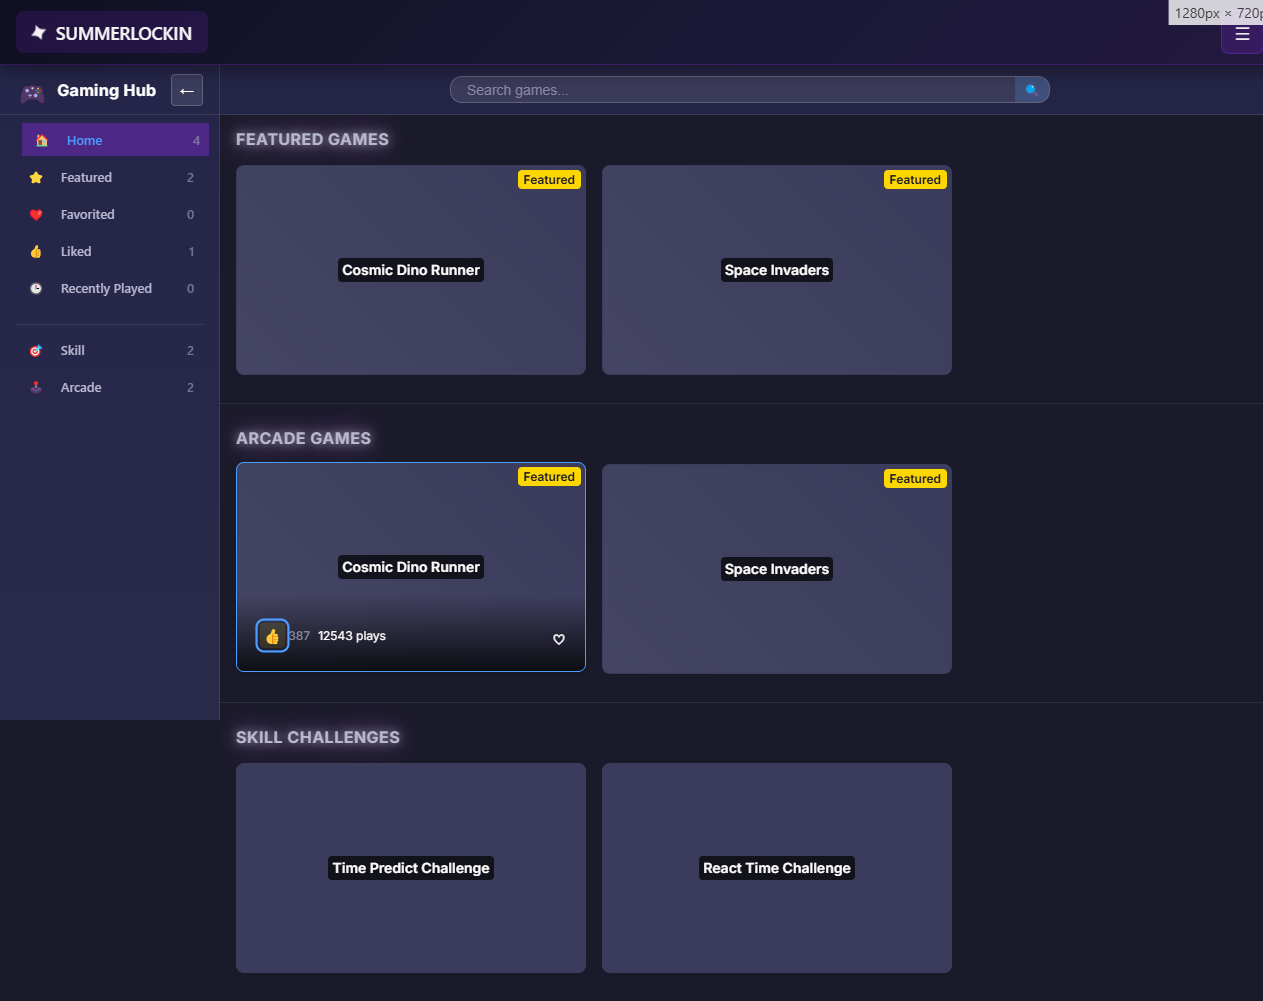 1280px × 720p
SUMMERLOCKIN
Gaming Hub
Search games...
Home 4
Featured 2
Favorited 0
Liked 1
Recently Played 0
Skill 2
Arcade 2
FEATURED GAMES
Featured
Cosmic Dino Runner
Featured
Space Invaders
ARCADE GAMES
Featured
Cosmic Dino Runner
387 12543 plays
Featured
Space Invaders
SKILL CHALLENGES
Time Predict Challenge
React Time Challenge